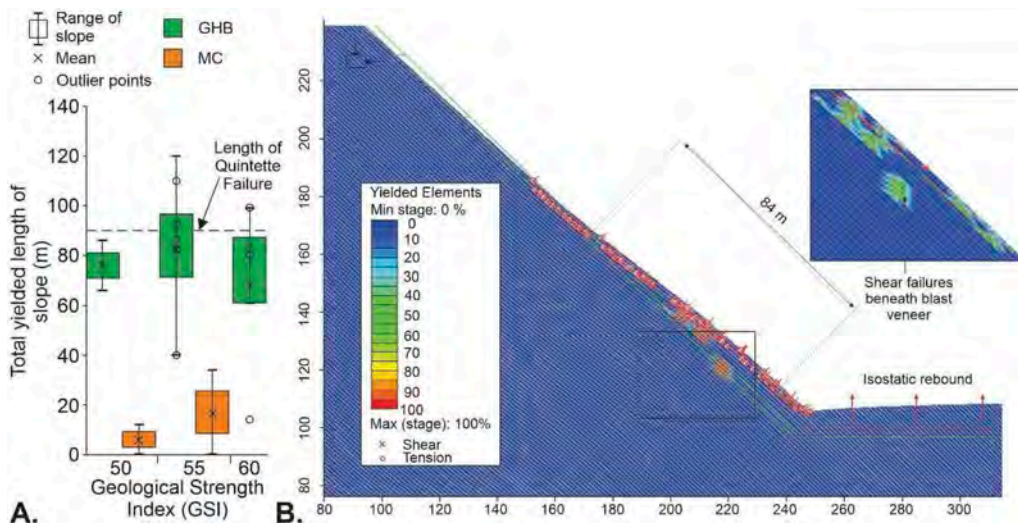 Range of
slope
Mean
Outlier points
GHB
MC
140
120
100
80
60
40
20
0
Total yielded length of
slope (m)
Length of
Quintette
Failure
50
55
60
Geological Strength
Index (GSI)
A.
220
200
180
160
140
120
100
80
Yielded Elements
Min stage: 0 %
0
10
20
30
40
50
60
70
80
90
100
Max (stage): 100%
Shear
Tension
84 m
Shear failures
beneath blast
veneer
Isostatic rebound
80
100
120
140
160
180
200
220
240
260
280
300
B.